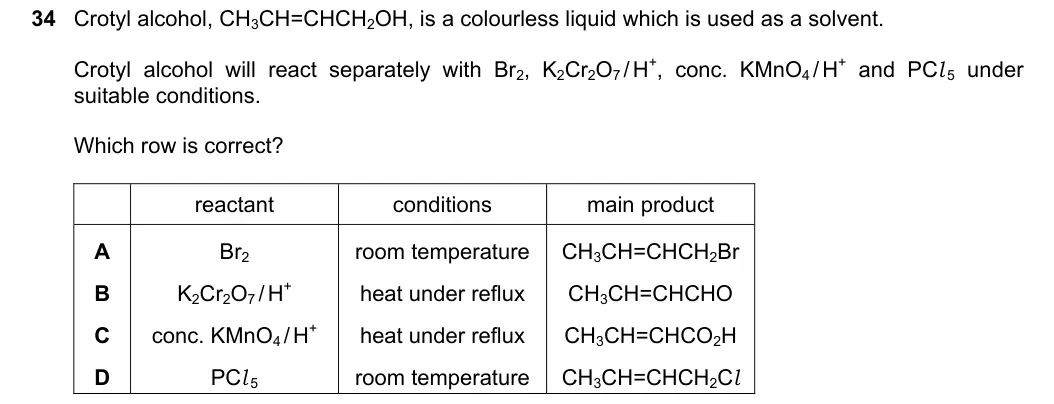 34 Crotyl alcohol, CH₃CH=CHCH₂OH, is a colourless liquid which is used as a solvent.
Crotyl alcohol will react separately with Br₂, K₂Cr₂O₇/H⁺, conc. KMnO₄/H⁺ and PCl₅ under
suitable conditions.
Which row is correct?
reactant conditions main product
A Br₂ room temperature CH₃CH=CHCH₂Br
B K₂Cr₂O₇/H⁺ heat under reflux CH₃CH=CHCHO
C conc. KMnO₄/H⁺ heat under reflux CH₃CH=CHCO₂H
D PCl₅ room temperature CH₃CH=CHCH₂Cl